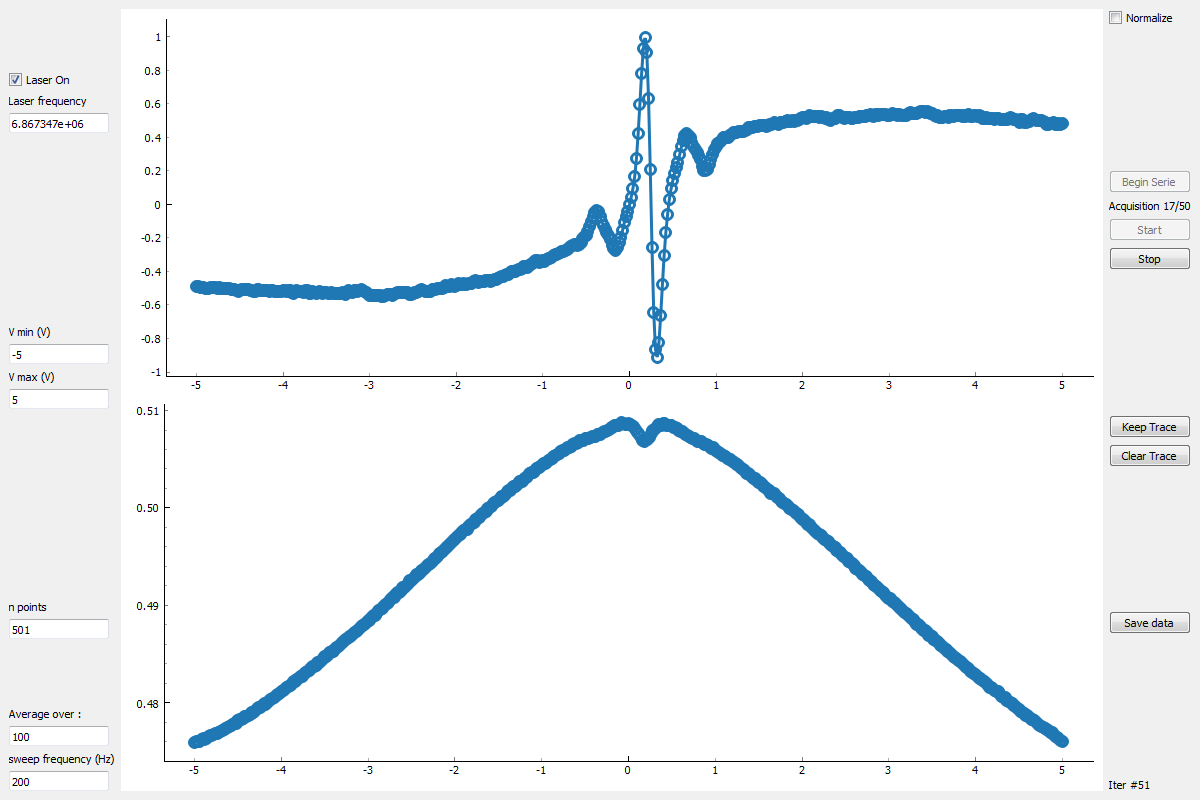 Laser On
Laser frequency
6.867347e+06
V min (V)
-5
V max (V)
5
n points
501
Average over :
100
sweep frequency (Hz)
200
1
0.8
0.6
0.4
0.2
0
-0.2
-0.4
-0.6
-0.8
-1
-5 -4 -3 -2 -1 0 1 2 3 4 5
0.51
0.50
0.49
0.48
-5 -4 -3 -2 -1 0 1 2 3 4 5
Normalize
Begin Serie
Acquisition 17/50
Start
Stop
Keep Trace
Clear Trace
Save data
Iter #51